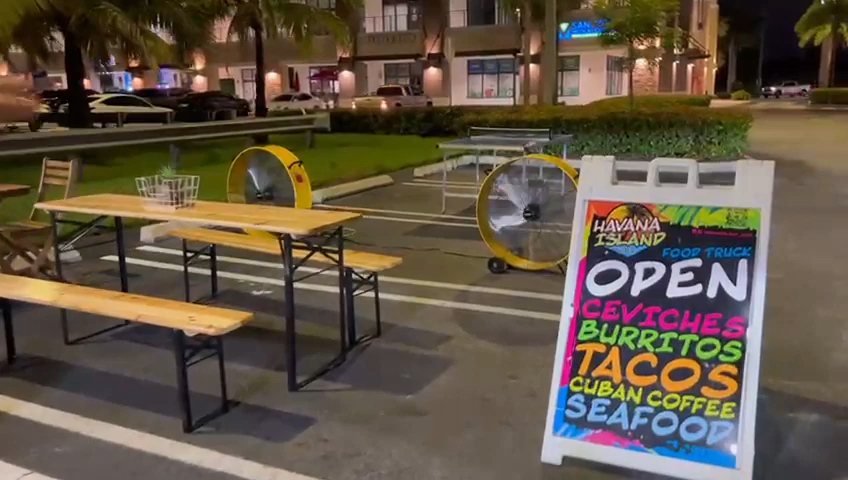 HAVANA
ISLAND
FOOD TRUCK
OPEN
CEVICHES
BURRITOS
TACOS
CUBAN COFFEE
SEAFOOD